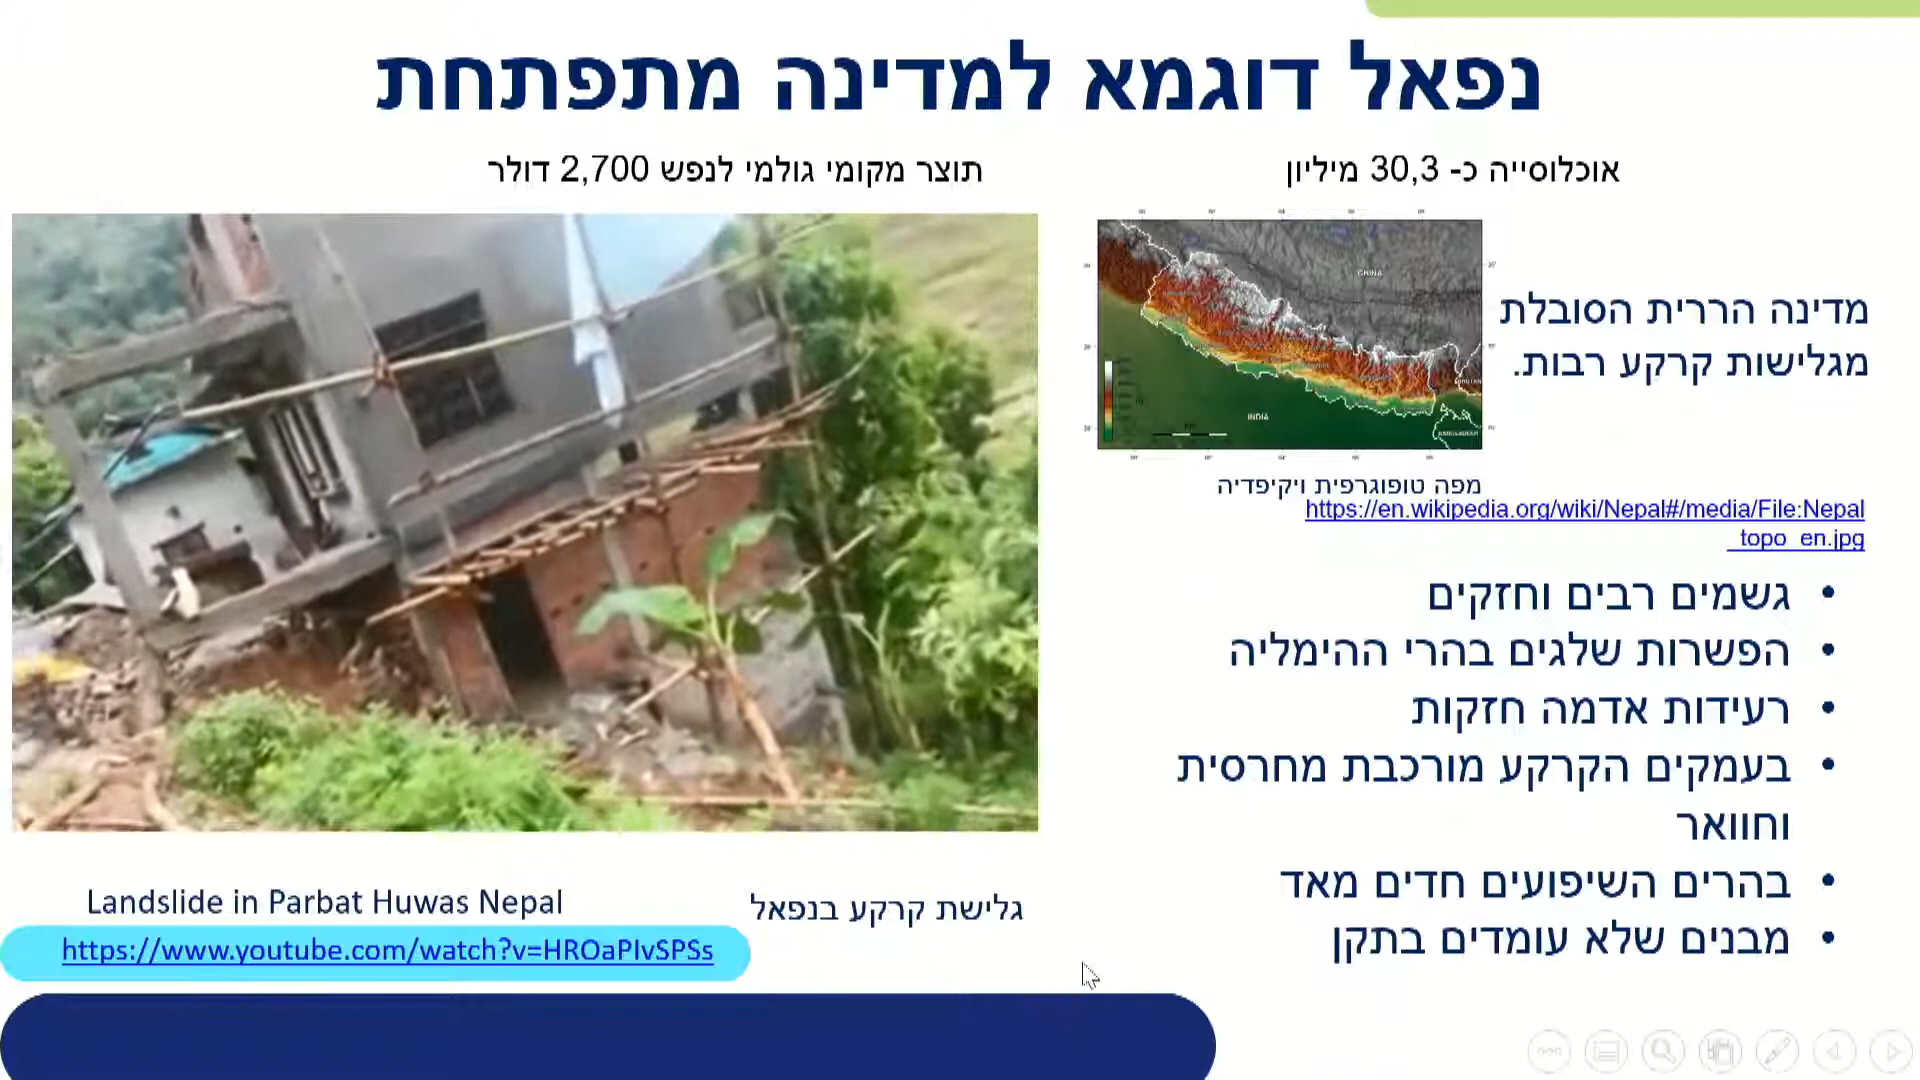 נפאל דוגמא למדינה מתפתחת
אוכלוסייה כ- 30,3 מיליון
תוצר מקומי גולמי לנפש 2,700 דולר
CHINA
INDIA
BANGLADESH
מדינה הררית הסובלת
מגלישות קרקע רבות.
מפה טופוגרפית ויקיפדיה
https://en.wikipedia.org/wiki/Nepal#/media/File:Nepal
_topo_en.jpg
• גשמים רבים וחזקים
• הפשרות שלגים בהרי ההימליה
• רעידות אדמה חזקות
• בעמקים הקרקע מורכבת מחרסית
וחוואר
• בהרים השיפועים חדים מאד
• מבנים שלא עומדים בתקן
גלישת קרקע בנפאל
Landslide in Parbat Huwas Nepal
https://www.youtube.com/watch?v=HROaPIvSPSs